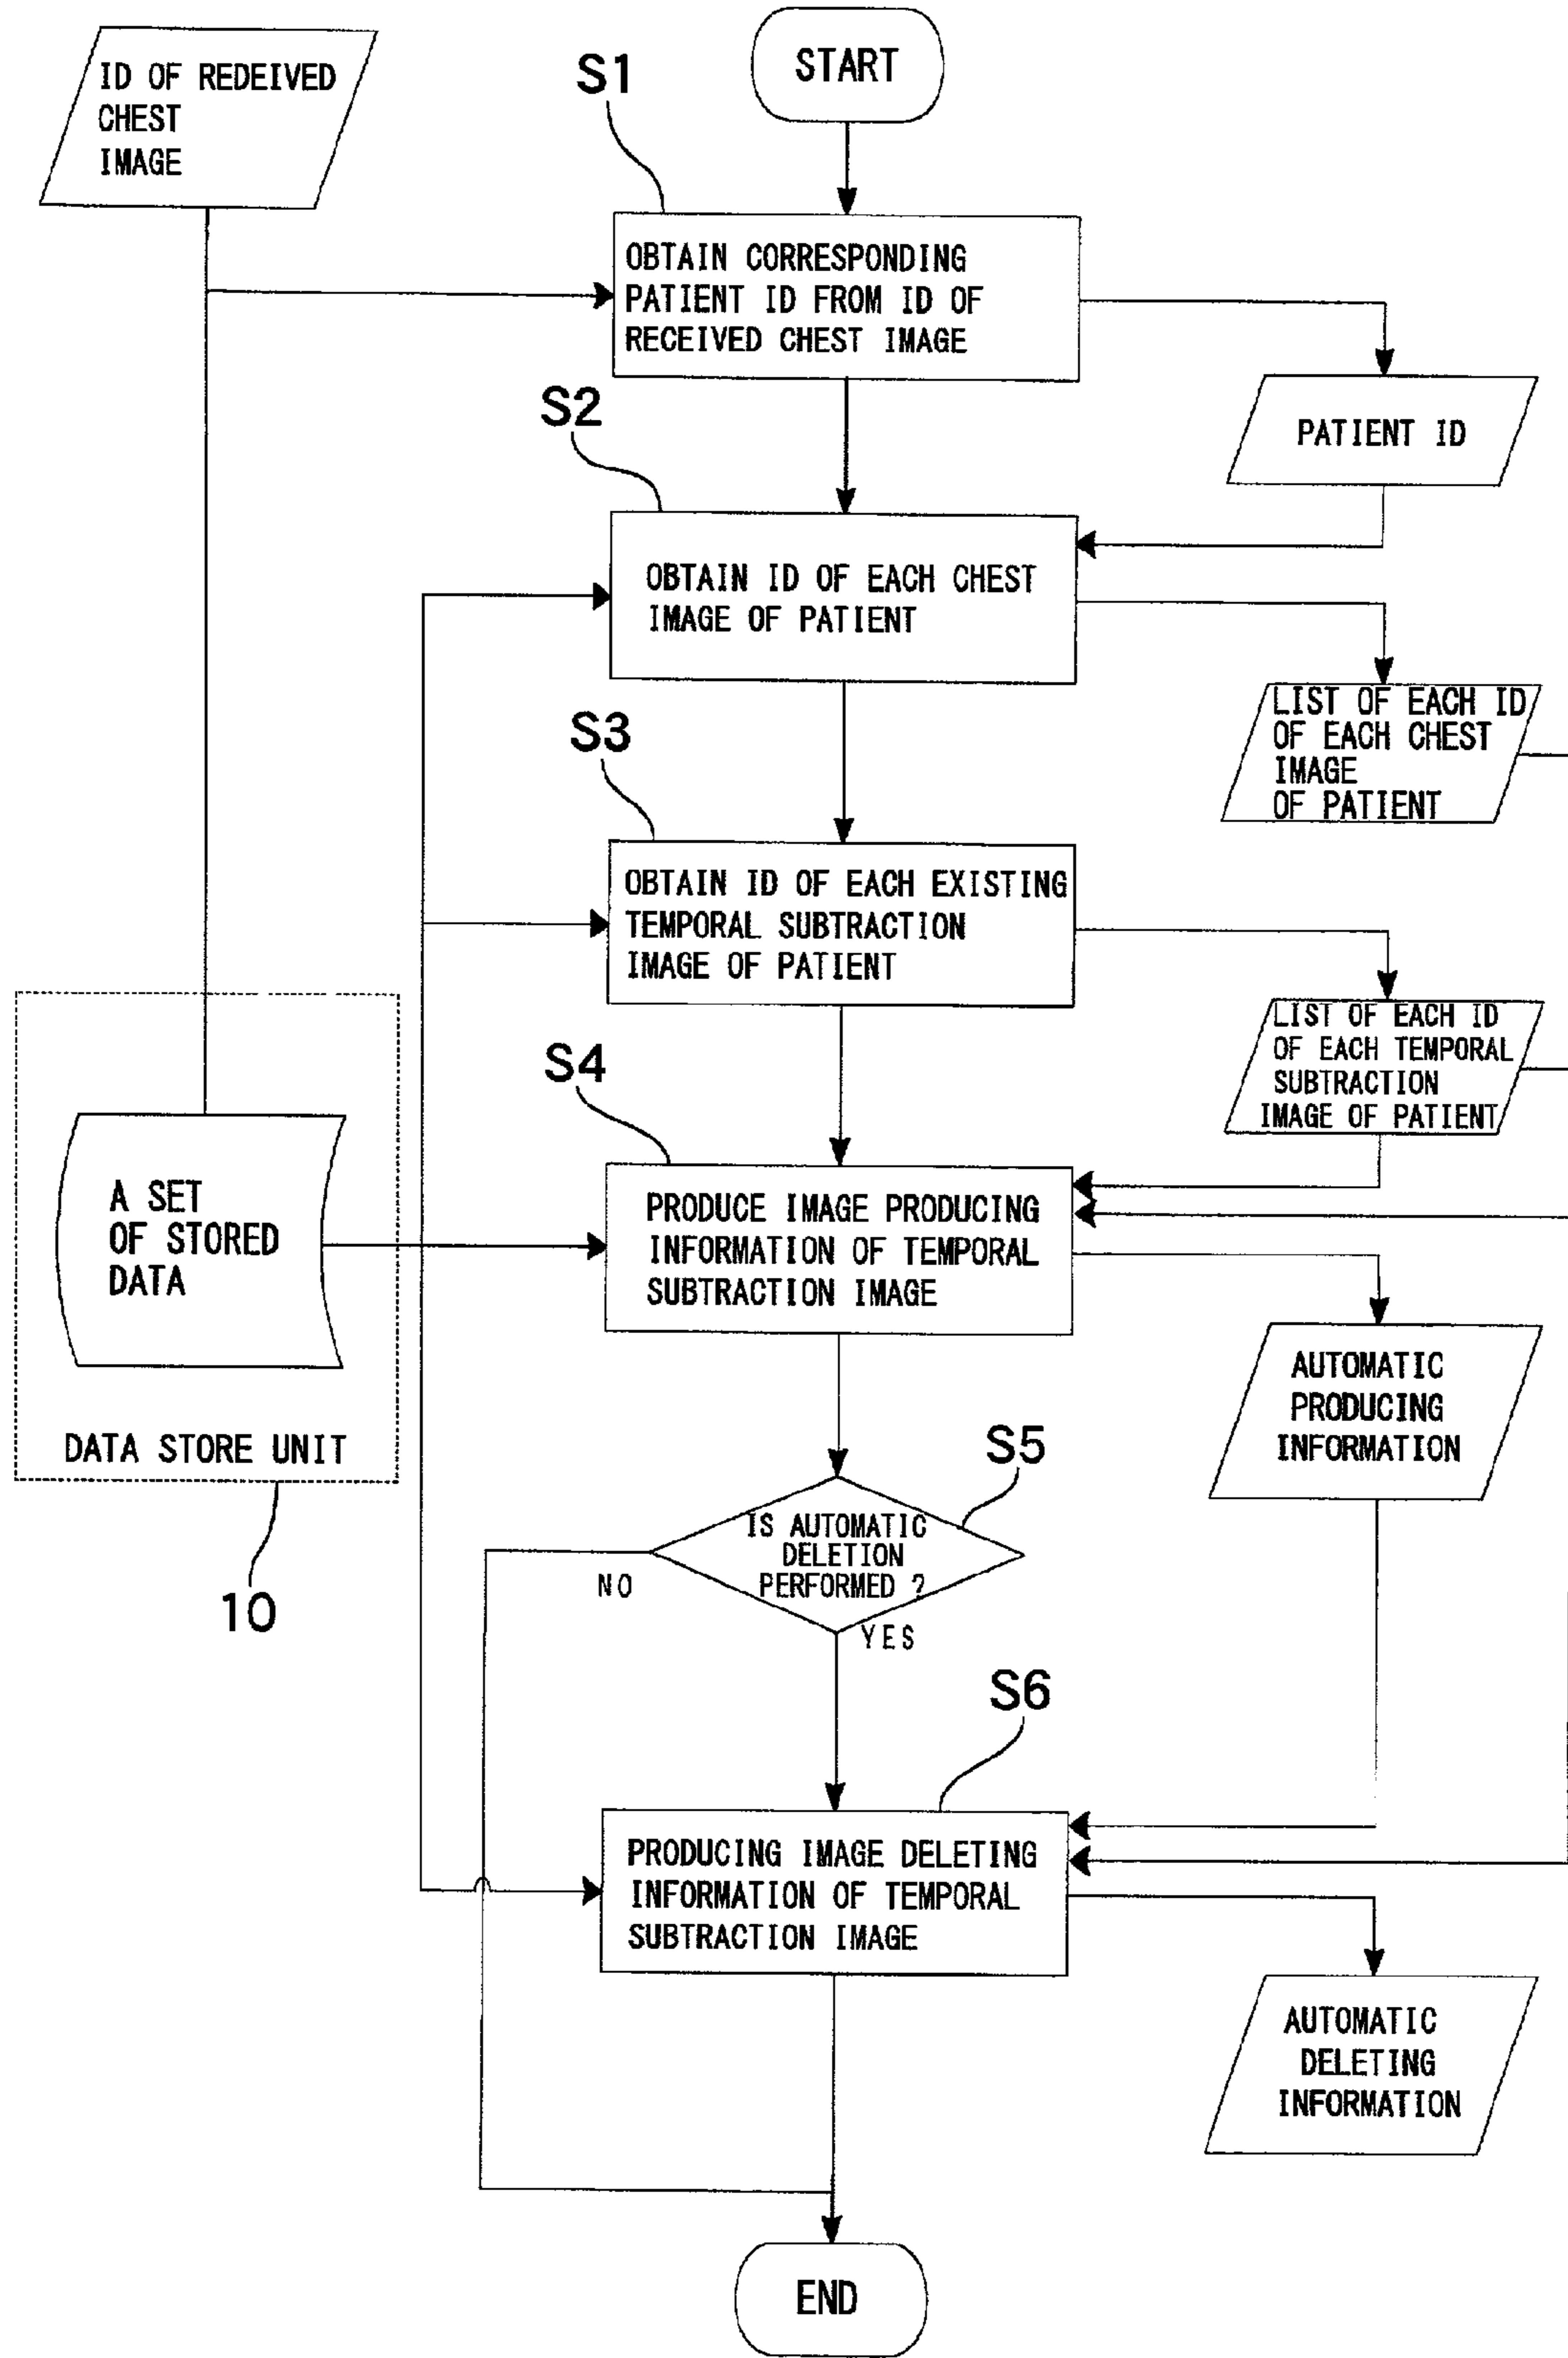 START
ID OF REDEIVED
CHEST
IMAGE
S1
OBTAIN CORRESPONDING
PATIENT ID FROM ID OF
RECEIVED CHEST IMAGE
PATIENT ID
S2
OBTAIN ID OF EACH CHEST
IMAGE OF PATIENT
LIST OF EACH ID
OF EACH CHEST
IMAGE
OF PATIENT
S3
OBTAIN ID OF EACH EXISTING
TEMPORAL SUBTRACTION
IMAGE OF PATIENT
LIST OF EACH ID
OF EACH TEMPORAL
SUBTRACTION
IMAGE OF PATIENT
S4
A SET
OF STORED
DATA
DATA STORE UNIT
10
PRODUCE IMAGE PRODUCING
INFORMATION OF TEMPORAL
SUBTRACTION IMAGE
AUTOMATIC
PRODUCING
INFORMATION
S5
IS AUTOMATIC
DELETION
PERFORMED ?
NO
YES
S6
PRODUCING IMAGE DELETING
INFORMATION OF TEMPORAL
SUBTRACTION IMAGE
AUTOMATIC
DELETING
INFORMATION
END